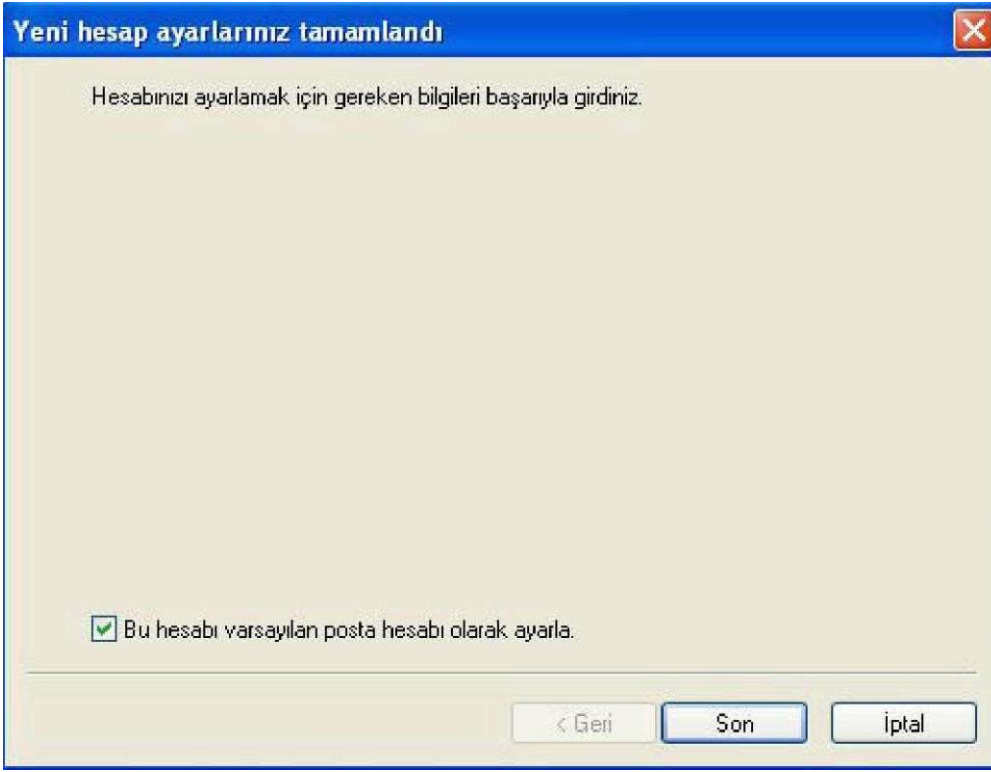 Yeni hesap ayarlarınız tamamlandı
Hesabınızı ayarlamak için gereken bilgileri başarıyla girdiniz.
Bu hesabı varsayılan posta hesabı olarak ayarla.
< Geri Son İptal